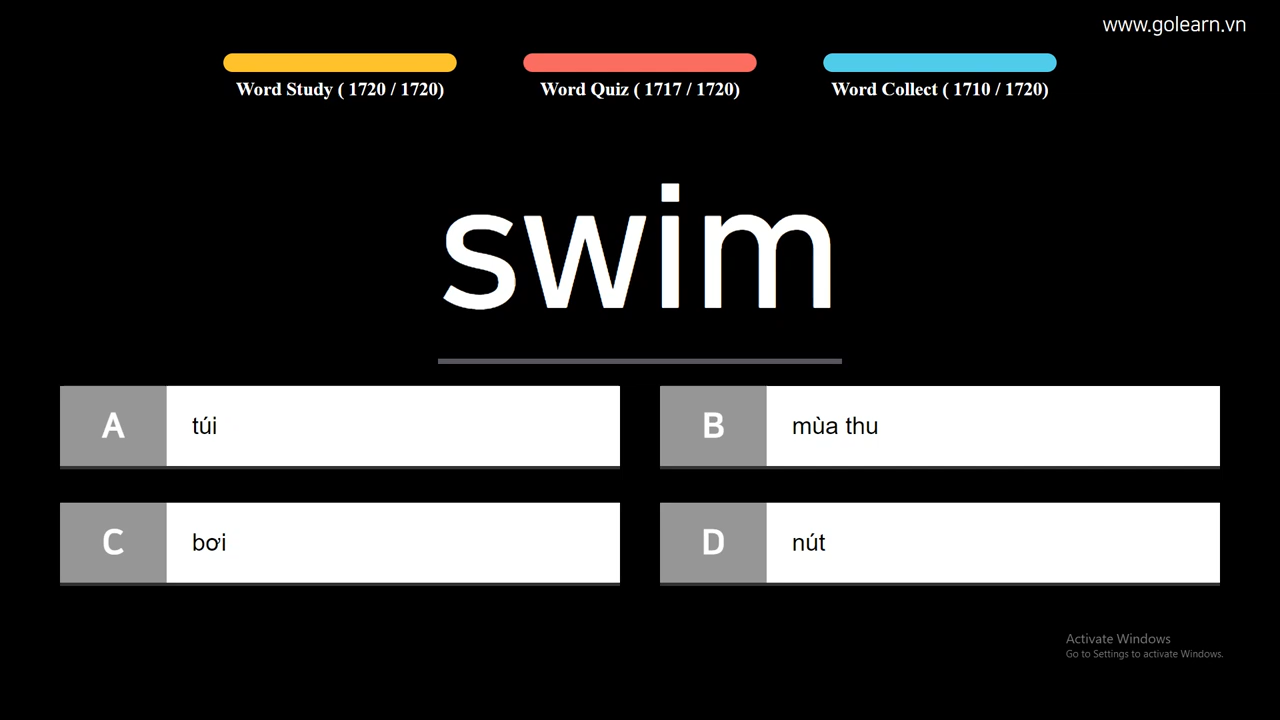 www.golearn.vn
Word Study ( 1720 / 1720)
Word Quiz ( 1717 / 1720)
Word Collect ( 1710 / 1720)
swim
A túi
B mùa thu
C bơi
D nút
Activate Windows
Go to Settings to activate Windows.